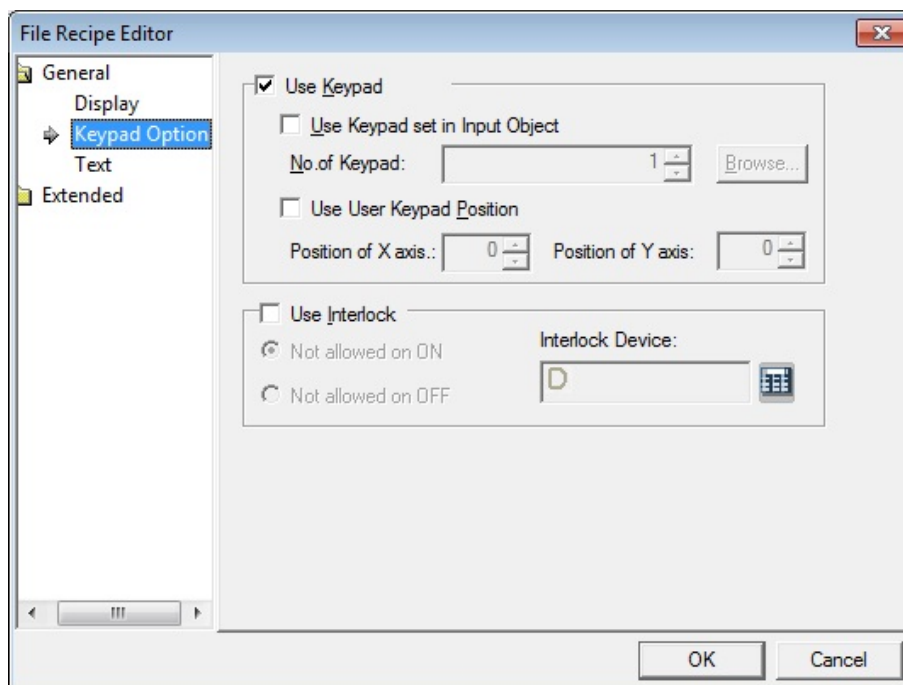 File Recipe Editor
General
Display
Keypad Option
Text
Extended
Use Keypad
Use Keypad set in Input Object
No.of Keypad: 1 Browse...
Use User Keypad Position
Position of X axis.: 0 Position of Y axis: 0
Use Interlock
Not allowed on ON
Interlock Device:
D
Not allowed on OFF
OK Cancel